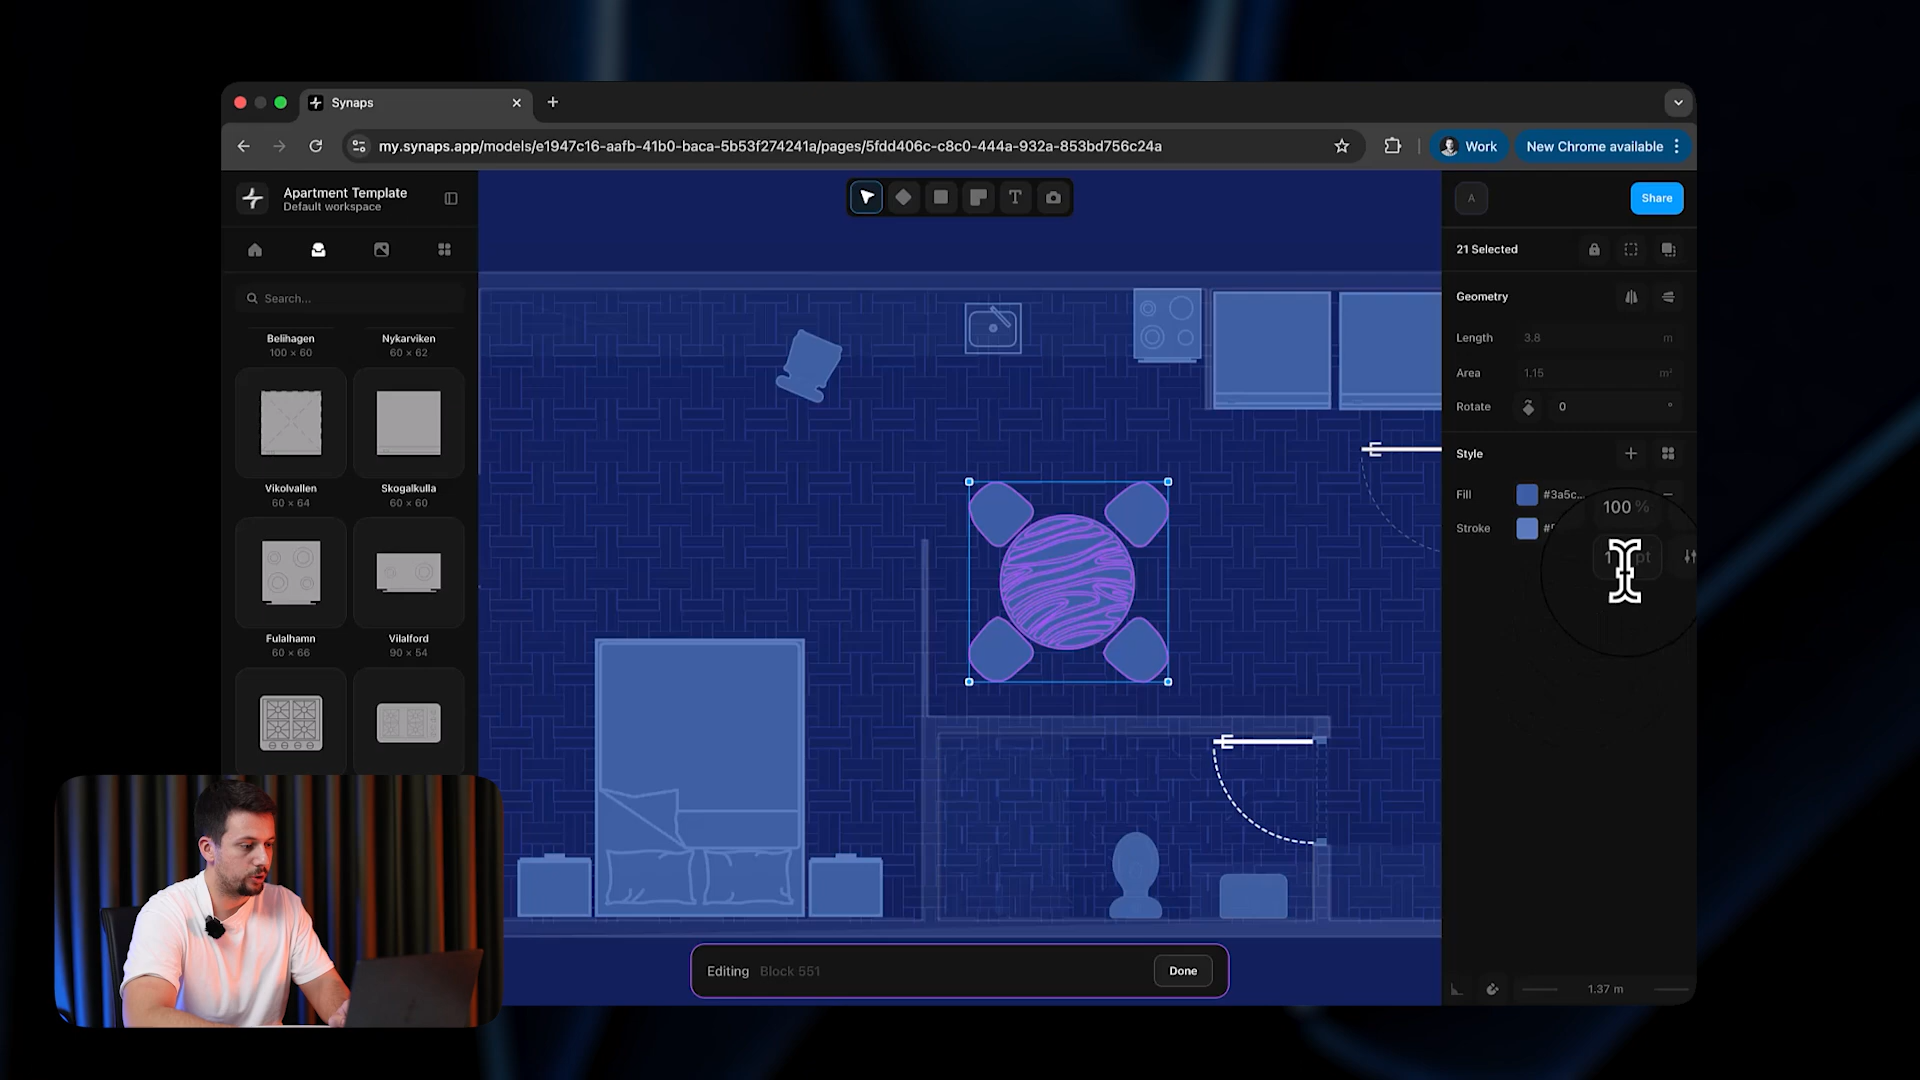 Synaps
my.synaps.app/models/e1947c16-aafb-41b0-baca-5b53f274241a/pages/5fdd406c-c8c0-444a-932a-853bd756c24a
Work
New Chrome available
Apartment Template
Default workspace
T
A
Share
Search...
21 Selected
Belihagen
Nykarviken
100 × 60
60 × 62
Geometry
Length 3.8 m
Area 1.15 m²
Rotate 0 °
Style
Fill #3a5c...
100 %
Stroke
pt
Vikolvallen
Skogalkulla
60 × 64
60 × 60
Fulalhamn
Vilalford
60 × 66
90 × 54
Editing Block 551
Done
1.37 m